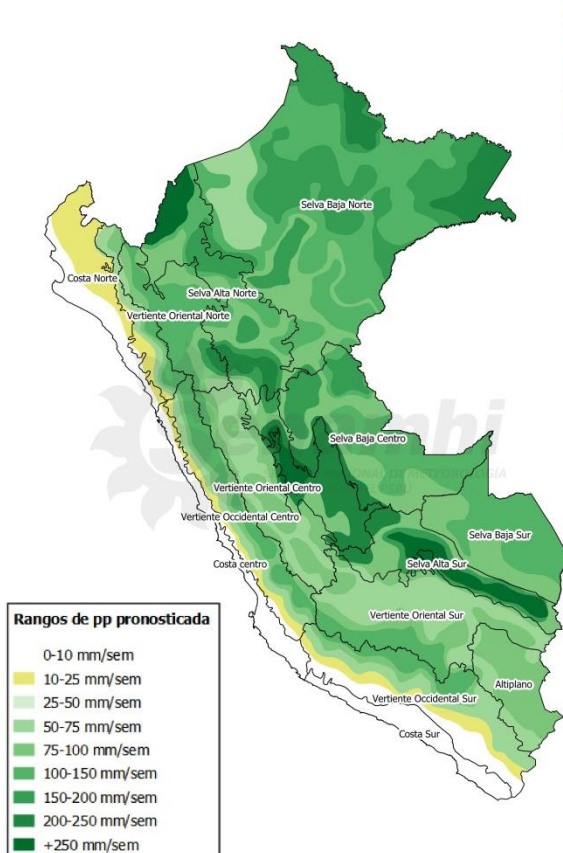 Selva Baja Norte
Costa Norte
Selva Alta Norte
Vertiente Oriental Norte
Selva Baja Centro
Vertiente Oriental Centro
Selva Baja Sur
Vertiente Occidental Centro
Costa centro
Selva Alta Sur
Vertiente Oriental Sur
Altiplano
Vertiente Occidental Sur
Costa Sur
Rangos de pp pronosticada
0-10 mm/sem
10-25 mm/sem
25-50 mm/sem
50-75 mm/sem
75-100 mm/sem
100-150 mm/sem
150-200 mm/sem
200-250 mm/sem
+250 mm/sem